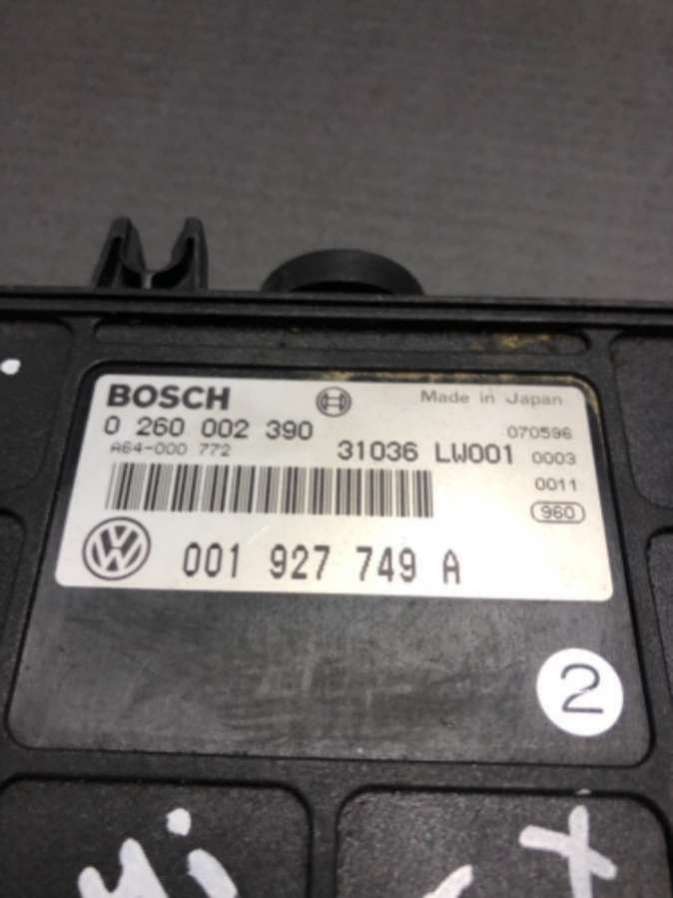 BOSCH Made in Japan
0 260 002 390 070596
A64-000 772 31036 LW001 0003
0011
960
001 927 749 A
2